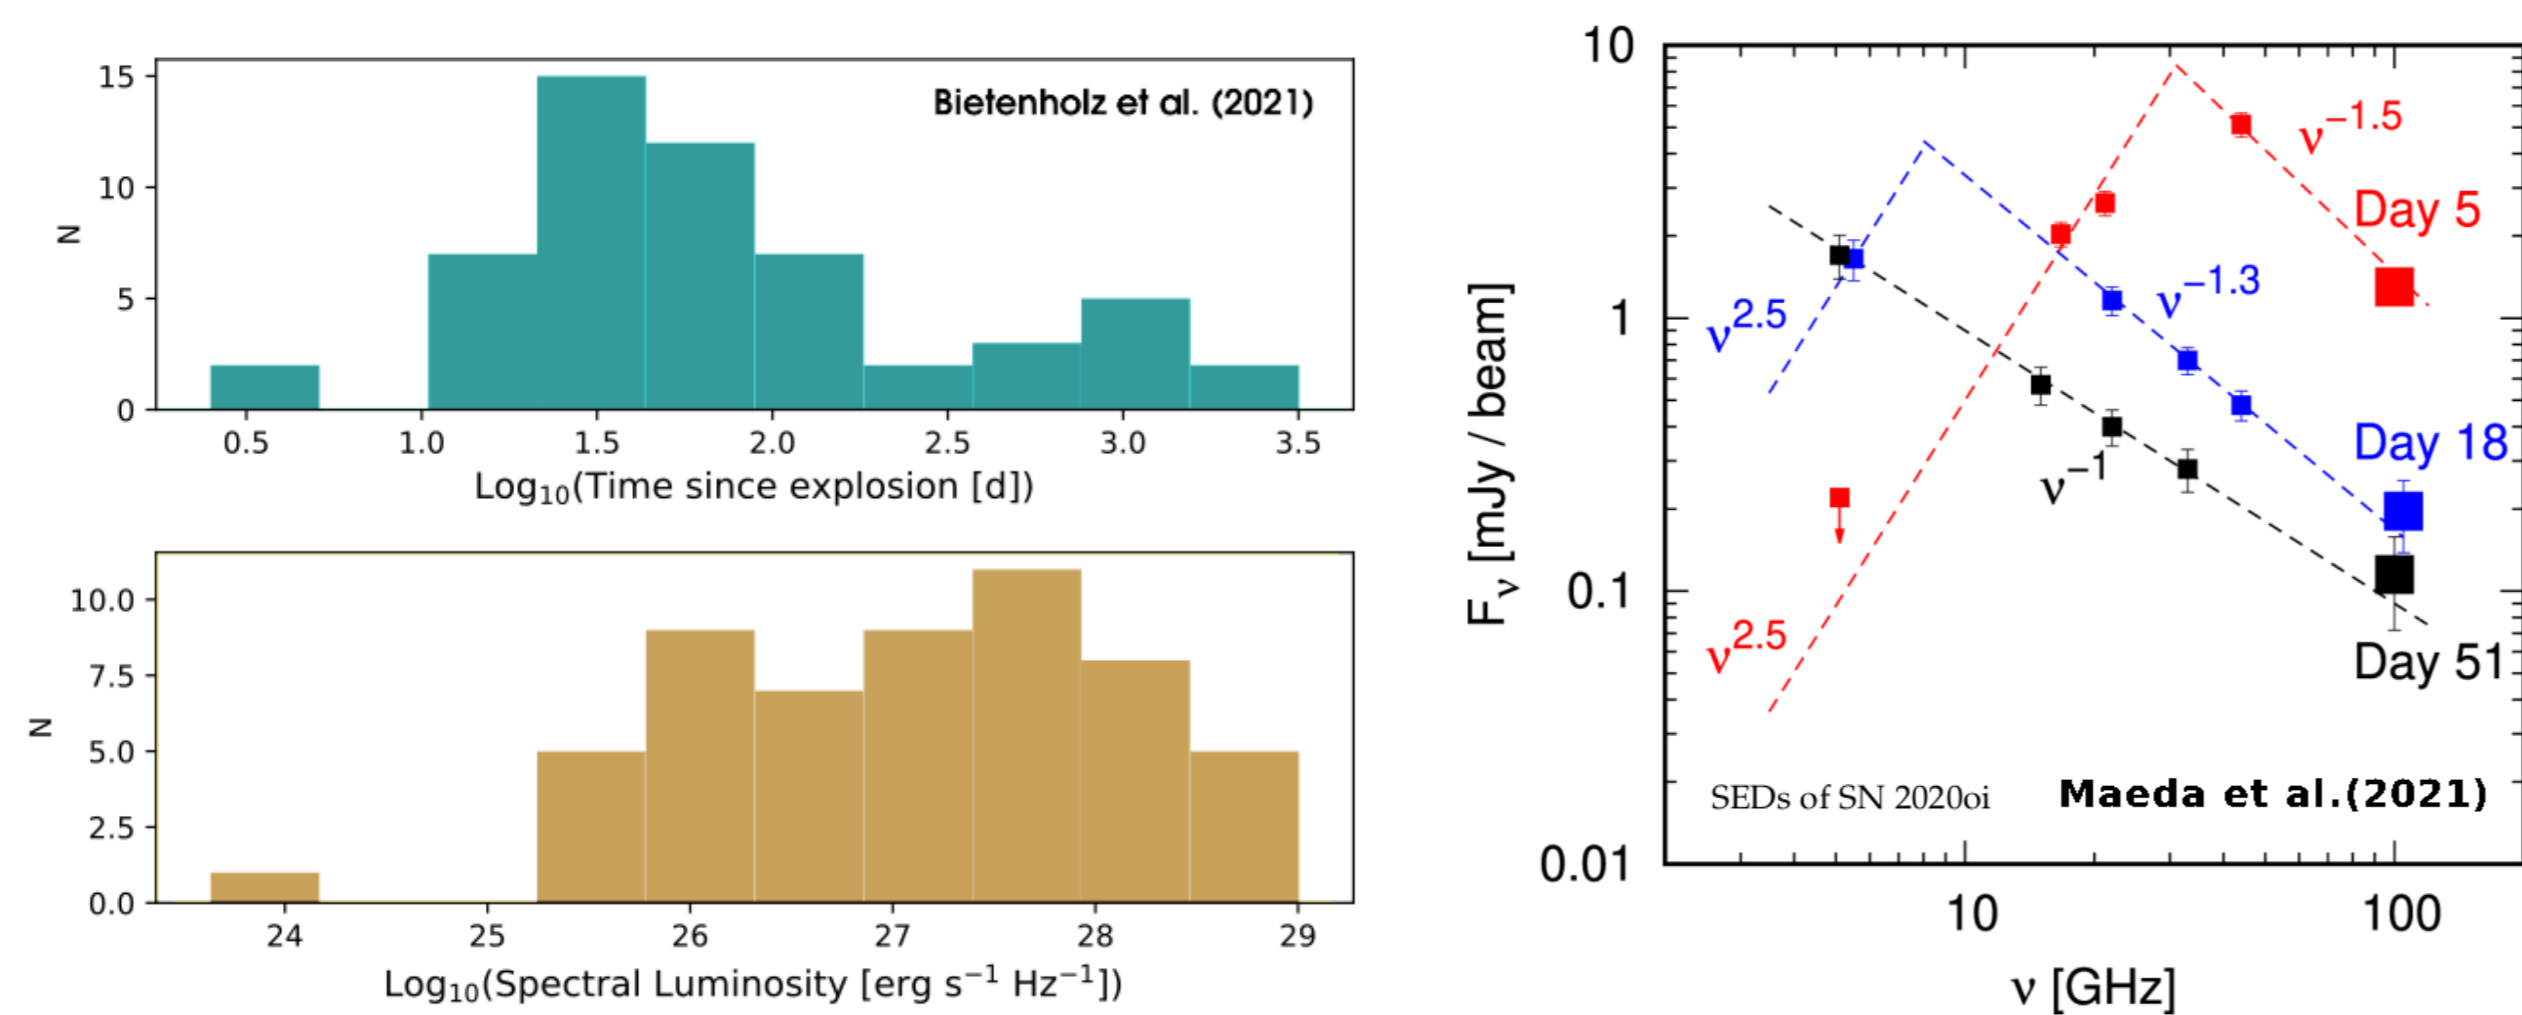 15
10
5
0
N
Bietenholz et al. (2021)
0.5 1.0 1.5 2.0 2.5 3.0 3.5
Log₁₀(Time since explosion [d])
10.0
7.5
5.0
2.5
0.0
N
24 25 26 27 28 29
Log₁₀(Spectral Luminosity [erg s⁻¹ Hz⁻¹])
10
1
0.1
0.01
F_ν [mJy / beam]
ν^−1.5
Day 5
ν^−1.3
ν^2.5
Day 18
ν^−1
ν^2.5
Day 51
SEDs of SN 2020oi Maeda et al.(2021)
10 100
ν [GHz]